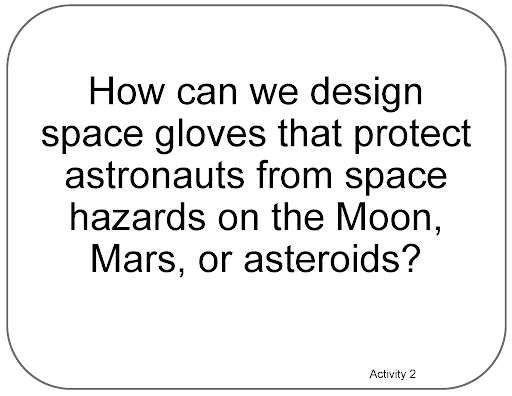 How can we design
space gloves that protect
astronauts from space
hazards on the Moon,
Mars, or asteroids?
Activity 2